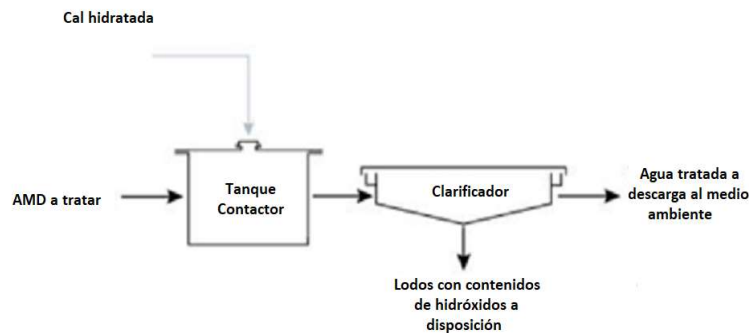 Cal hidratada
AMD a tratar
Tanque
Contactor
Clarificador
Agua tratada a
descarga al medio
ambiente
Lodos con contenidos
de hidróxidos a
disposición